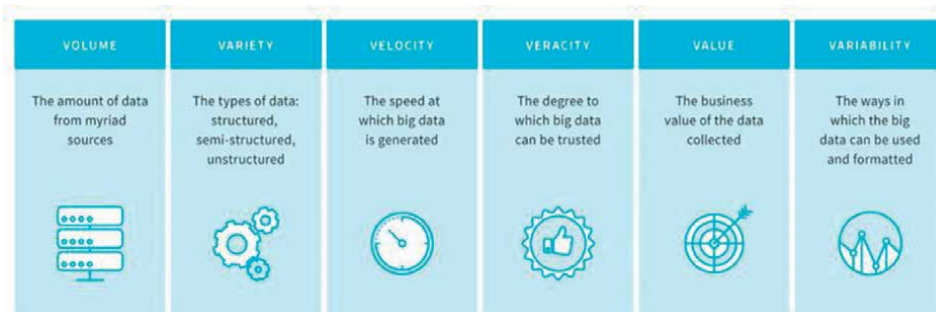 VOLUME
The amount of data
from myriad
sources
VARIETY
The types of data:
structured,
semi-structured,
unstructured
VELOCITY
The speed at
which big data
is generated
VERACITY
The degree to
which big data
can be trusted
VALUE
The business
value of the data
collected
VARIABILITY
The ways in
which the big
data can be used
and formatted